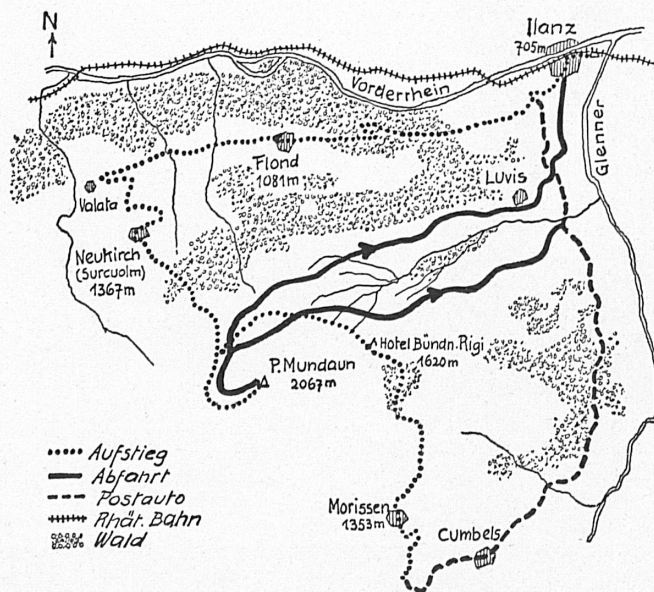 N
Ilanz
705m
Vorderrhein
Glenner
Flond
1081m
Luvis
Valata
Neukirch
(Surcuolm)
1367m
Hotel Bündn. Rigi
1620m
P. Mundaun
2067m
Aufstieg
Abfahrt
Postauto
Rhät. Bahn
Wald
Morissen
1353m
Cumbels